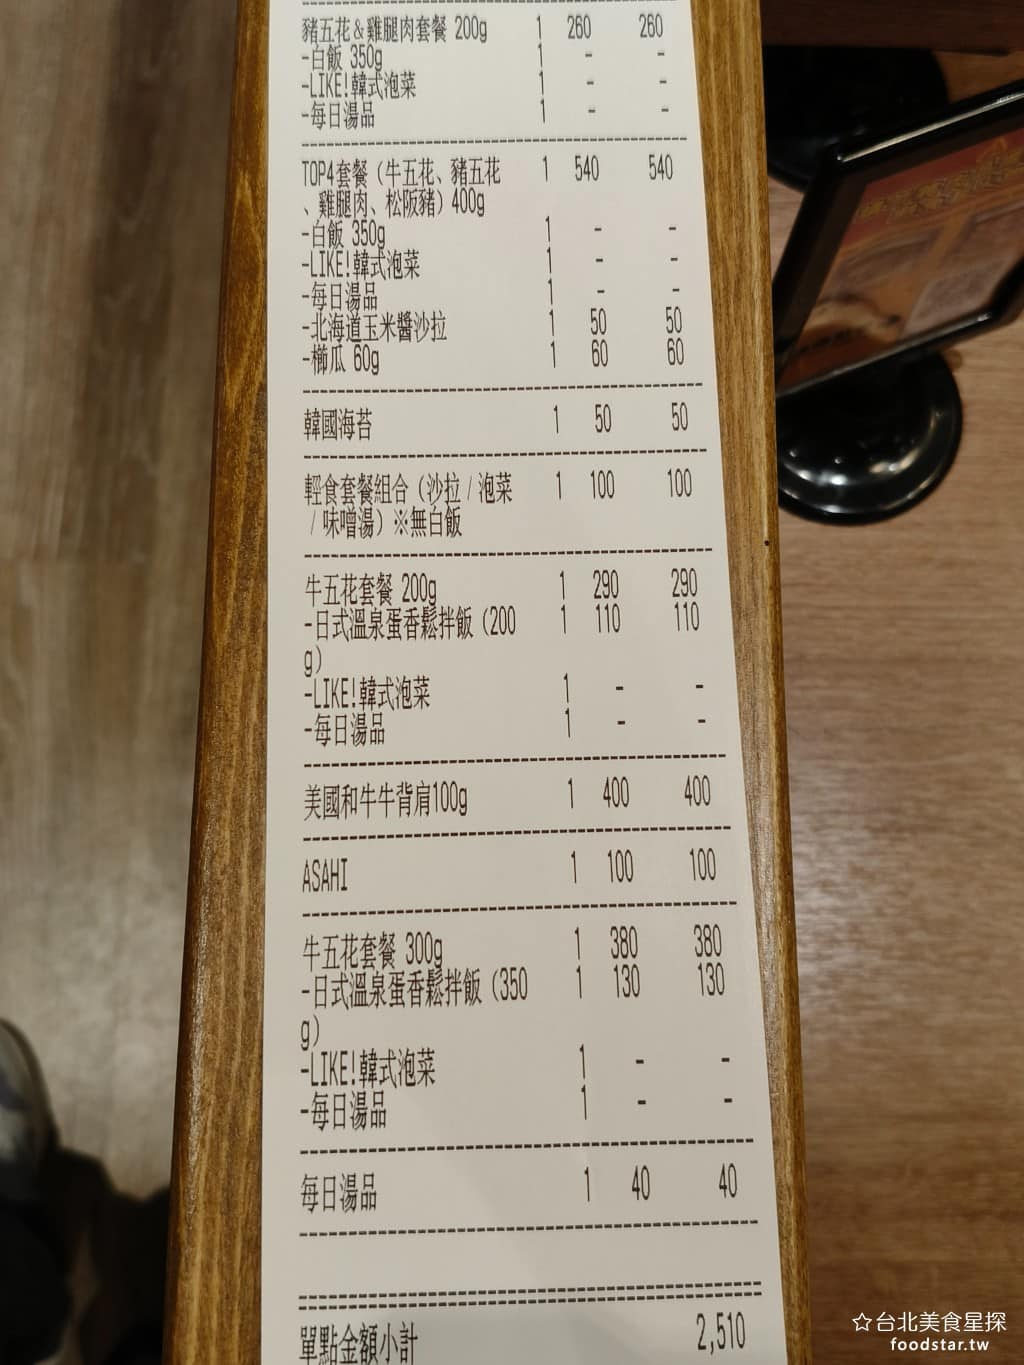 豬五花&雞腿肉套餐 200g 1 260 260
-白飯 350g 1 - -
-LIKE!韓式泡菜 1 - -
-每日湯品 1 - -
TOP4套餐(牛五花、豬五花 1 540 540
、雞腿肉、松阪豬)400g
-白飯 350g 1 - -
-LIKE!韓式泡菜 1 - -
-每日湯品 1 - -
-北海道玉米醬沙拉 1 50 50
-櫛瓜 60g 1 60 60
韓國海苔 1 50 50
輕食套餐組合(沙拉/泡菜 1 100 100
/味噌湯)※無白飯
牛五花套餐 200g 1 290 290
-日式溫泉蛋香鬆拌飯(200 1 110 110
g)
-LIKE!韓式泡菜 1 - -
-每日湯品 1 - -
美國和牛牛背肩100g 1 400 400
ASAHI 1 100 100
牛五花套餐 300g 1 380 380
-日式溫泉蛋香鬆拌飯(350 1 130 130
g)
-LIKE!韓式泡菜 1 - -
-每日湯品 1 - -
每日湯品 1 40 40
單點金額小計 2,510
☆台北美食星探
foodstar.tw